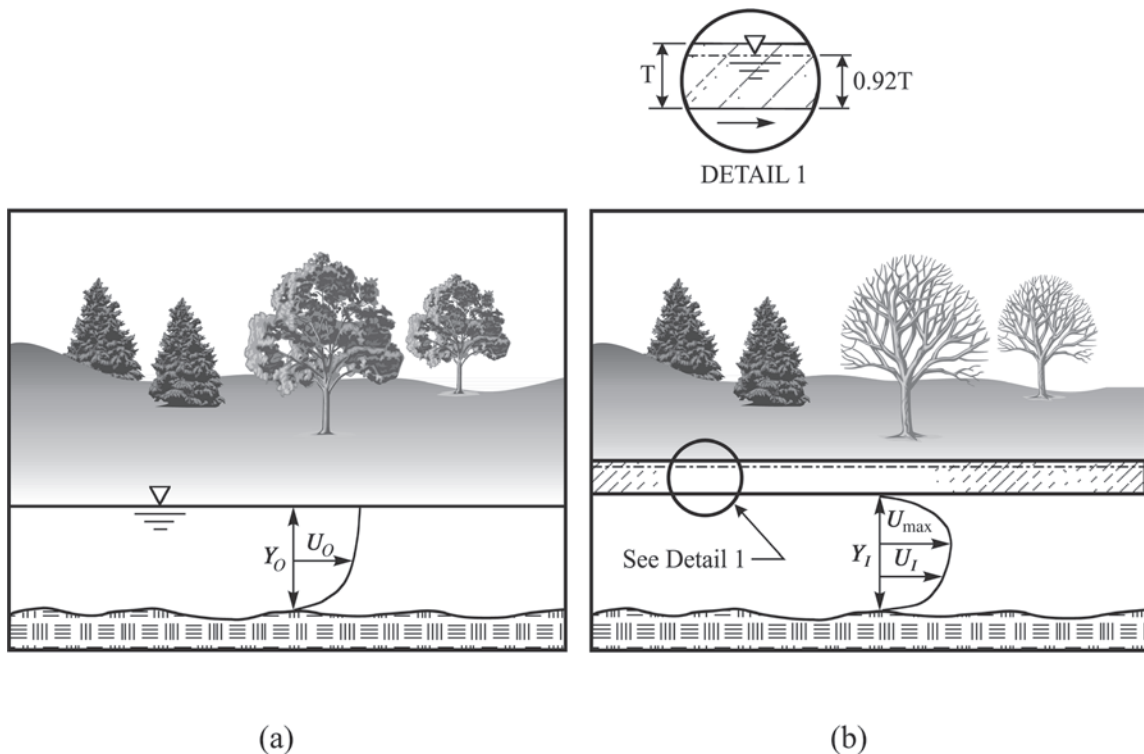 T
0.92T
DETAIL 1
Y_O
U_O
See Detail 1
U_max
Y_I
U_I
(a)
(b)